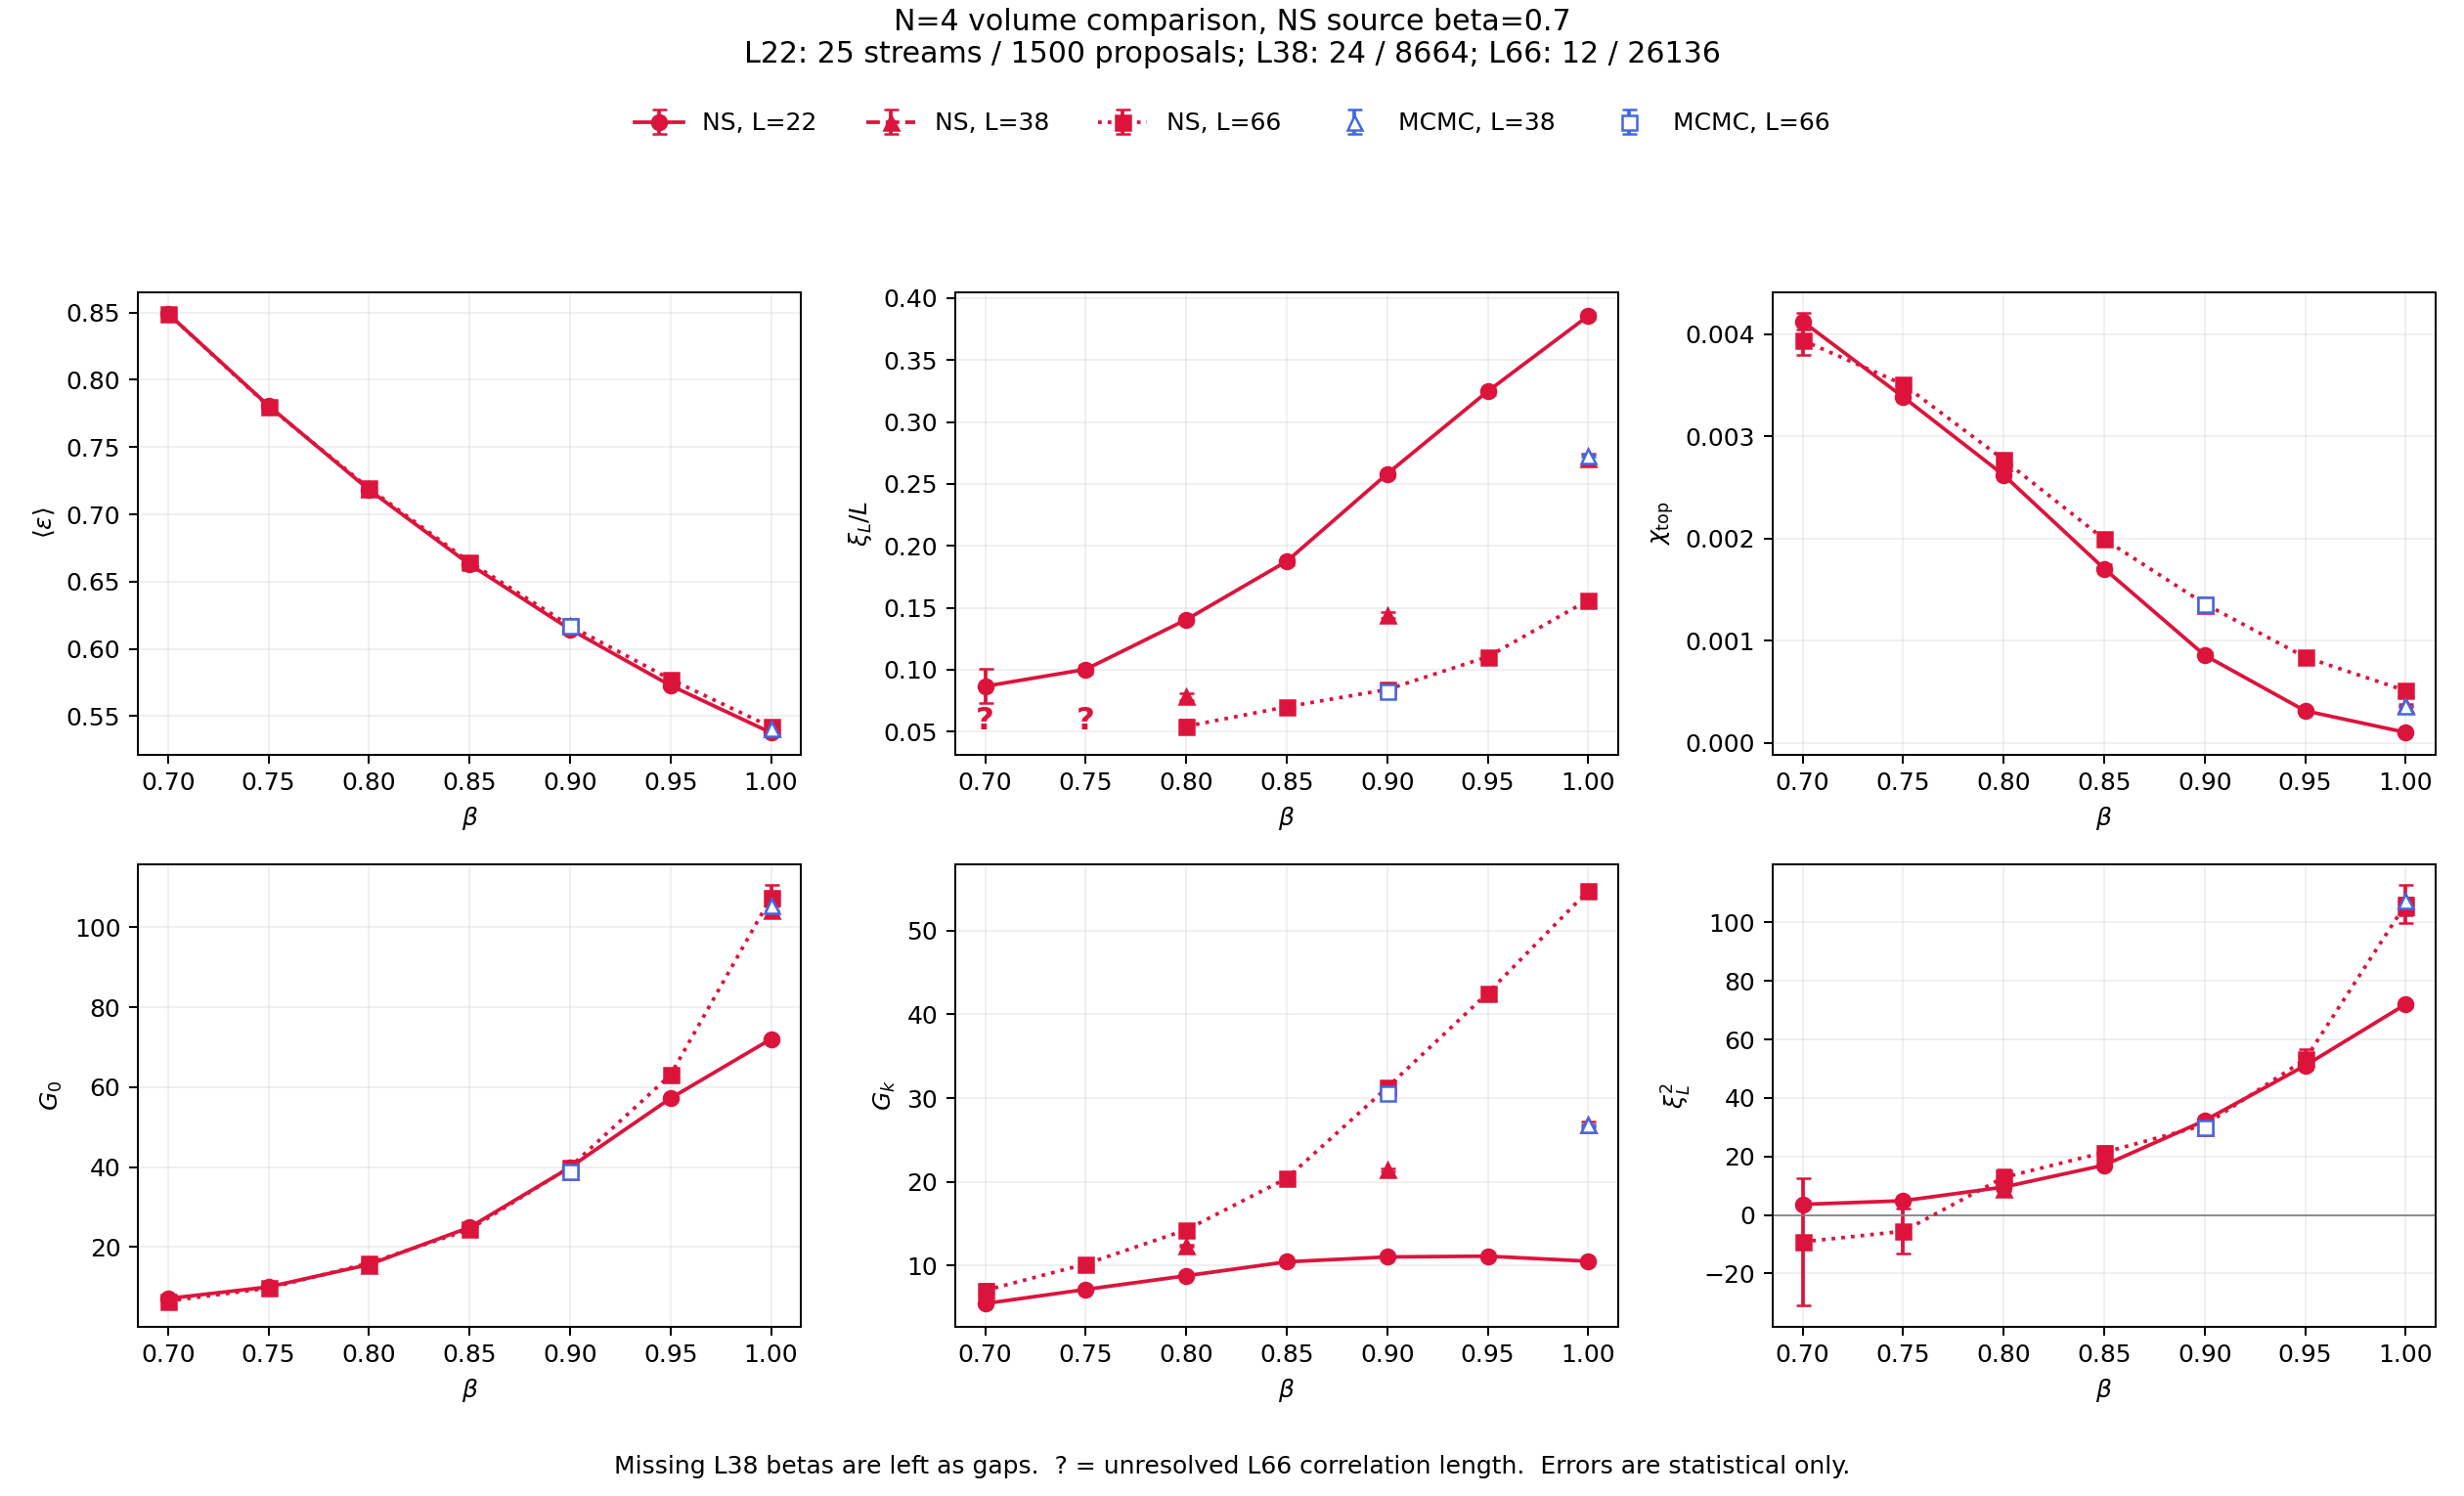 N=4 volume comparison, NS source beta=0.7
L22: 25 streams / 1500 proposals; L38: 24 / 8664; L66: 12 / 26136
NS, L=22 NS, L=38 NS, L=66 MCMC, L=38 MCMC, L=66
⟨ε⟩
0.85
0.80
0.75
0.70
0.65
0.60
0.55
0.70 0.75 0.80 0.85 0.90 0.95 1.00
β
ξ_L/L
0.40
0.35
0.30
0.25
0.20
0.15
0.10
0.05
? ?
0.70 0.75 0.80 0.85 0.90 0.95 1.00
β
χ_top
0.004
0.003
0.002
0.001
0.000
0.70 0.75 0.80 0.85 0.90 0.95 1.00
β
G₀
100
80
60
40
20
0.70 0.75 0.80 0.85 0.90 0.95 1.00
β
G_k
50
40
30
20
10
0.70 0.75 0.80 0.85 0.90 0.95 1.00
β
ξ_L^2
100
80
60
40
20
0
−20
0.70 0.75 0.80 0.85 0.90 0.95 1.00
β
Missing L38 betas are left as gaps. ? = unresolved L66 correlation length. Errors are statistical only.